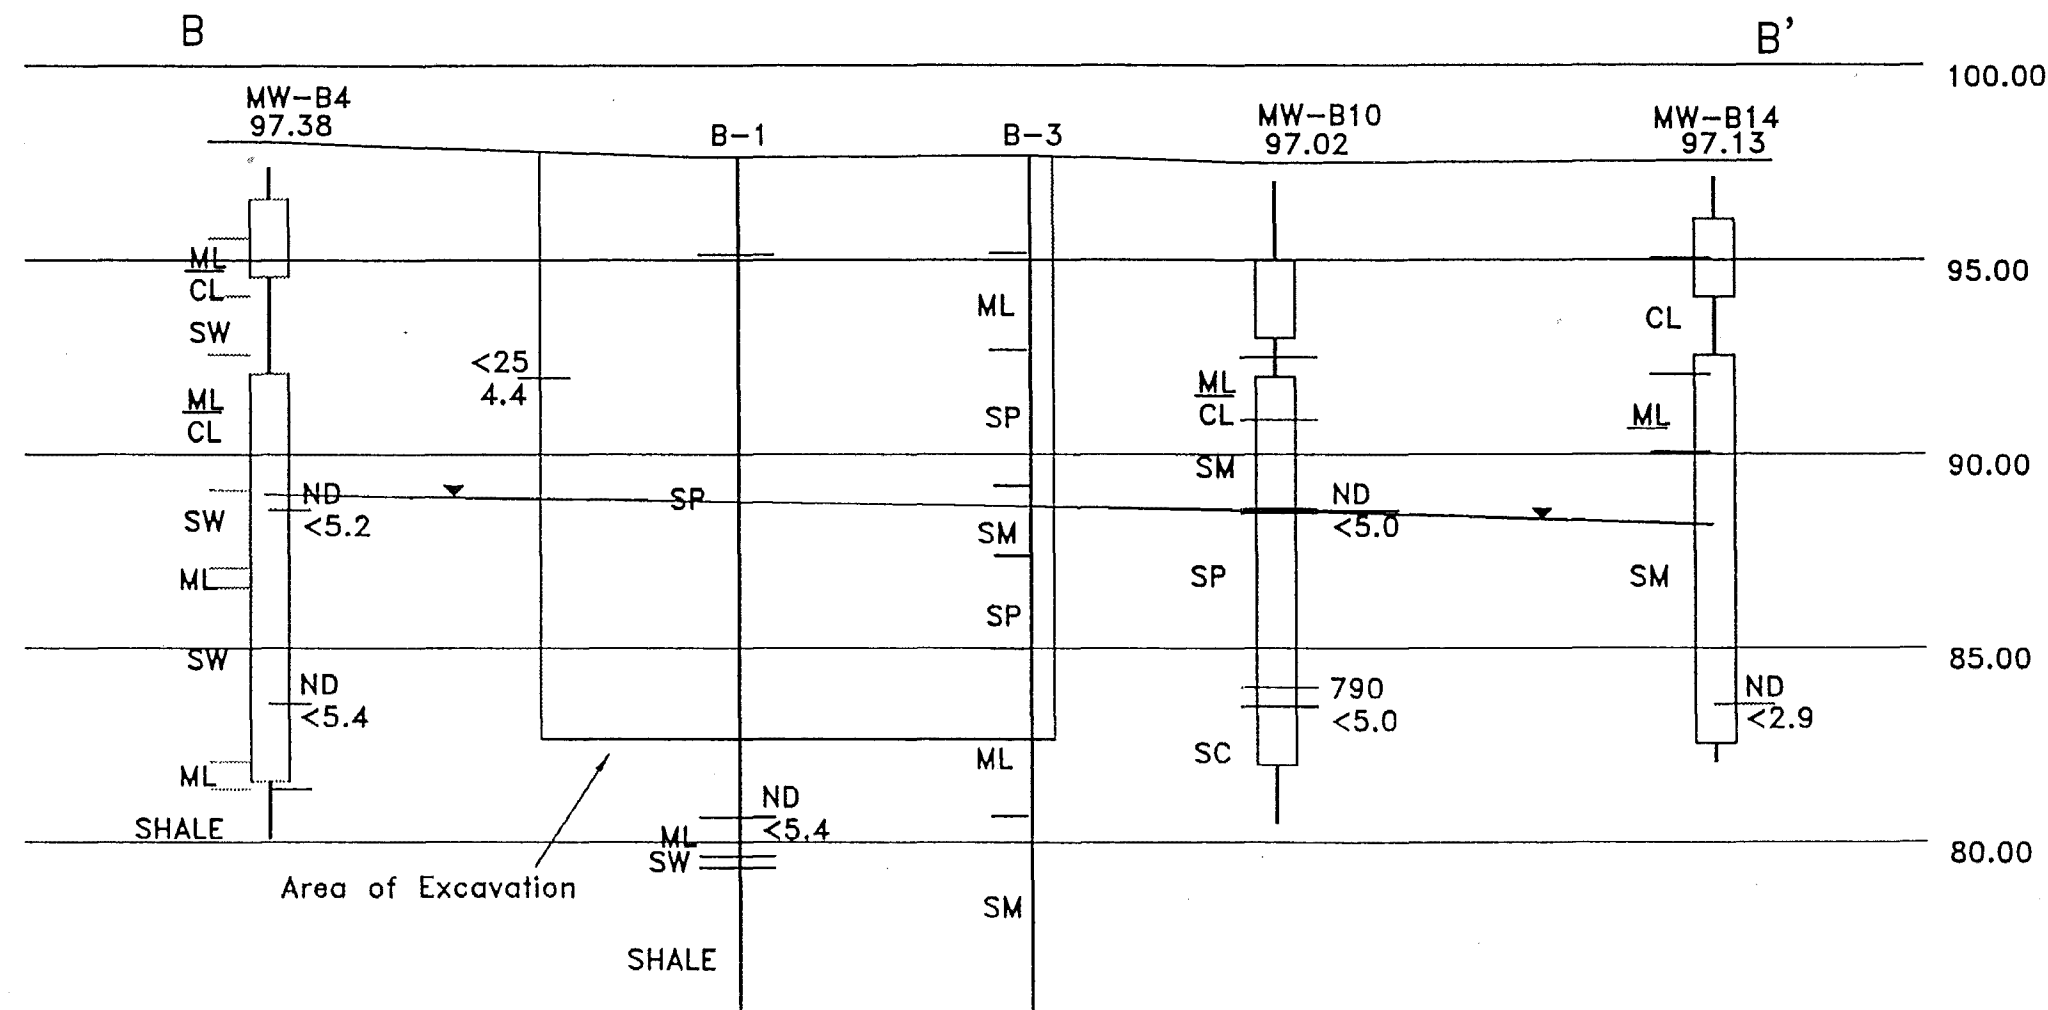 B
B'
100.00
MW-B4
97.38
B-1
B-3
MW-B10
97.02
MW-B14
97.13
95.00
ML
CL
SW
ML
CL
SW
ML
SW
ML
SHALE
ND
<5.2
ND
<5.4
<25
4.4
SP
ND
<5.4
ML
SW
SHALE
Area of Excavation
ML
SP
SM
SP
ML
SM
ML
CL
SM
SP
SC
ND
<5.0
790
<5.0
CL
ML
SM
ND
<2.9
90.00
85.00
80.00